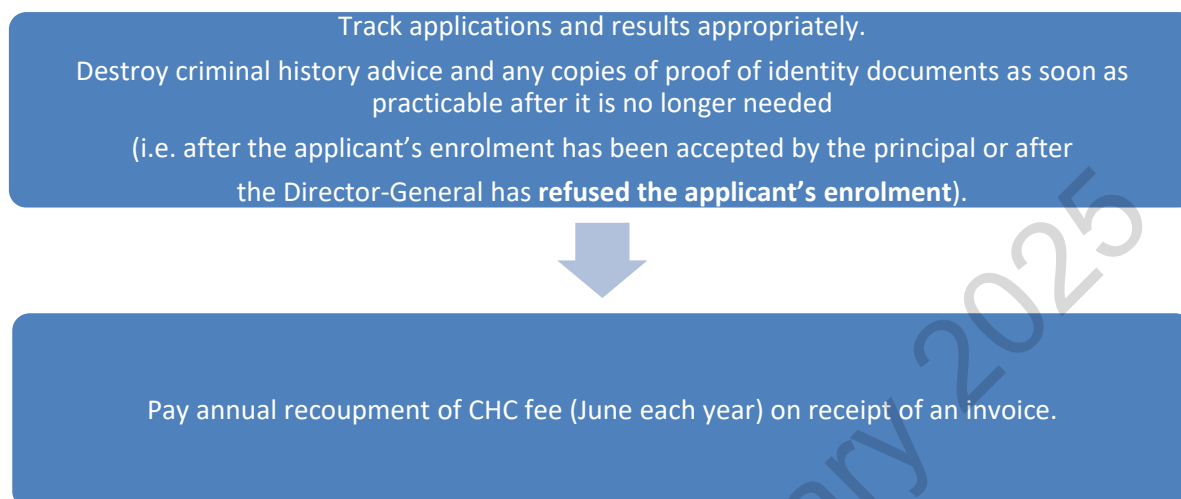 Track applications and results appropriately.
Destroy criminal history advice and any copies of proof of identity documents as soon as
practicable after it is no longer needed
(i.e. after the applicant's enrolment has been accepted by the principal or after
the Director-General has refused the applicant's enrolment).
Pay annual recoupment of CHC fee (June each year) on receipt of an invoice.
2025